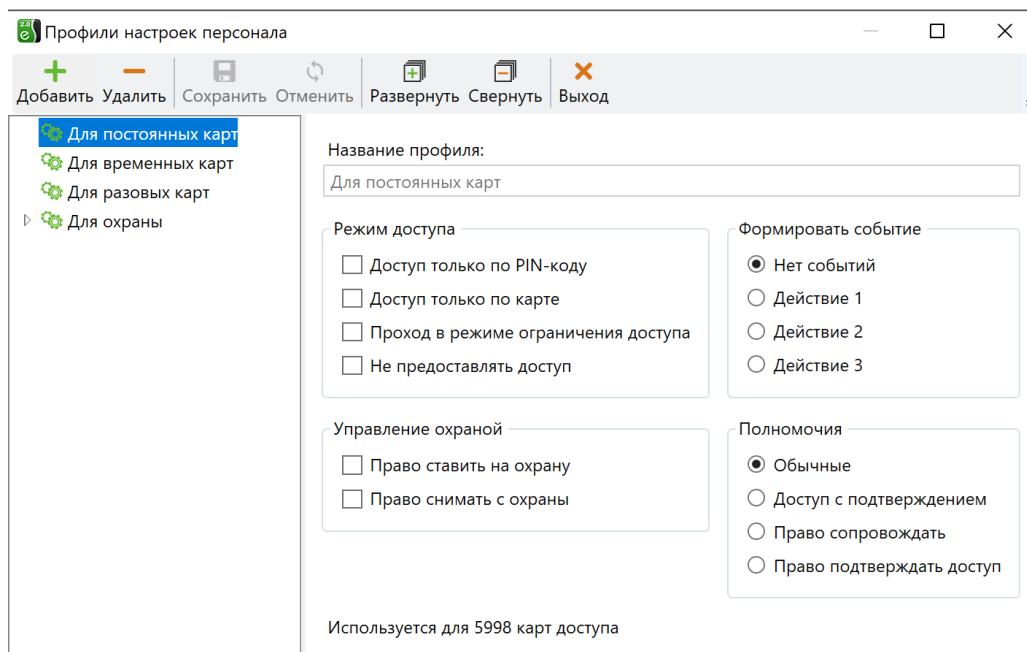 2.0
e
Профили настроек персонала
Добавить Удалить Сохранить Отменить Развернуть Свернуть Выход
Для постоянных карт
Для временных карт
Для разовых карт
Для охраны
Название профиля:
Для постоянных карт
Режим доступа
Доступ только по PIN-коду
Доступ только по карте
Проход в режиме ограничения доступа
Не предоставлять доступ
Формировать событие
Нет событий
Действие 1
Действие 2
Действие 3
Управление охраной
Право ставить на охрану
Право снимать с охраны
Полномочия
Обычные
Доступ с подтверждением
Право сопровождать
Право подтверждать доступ
Используется для 5998 карт доступа